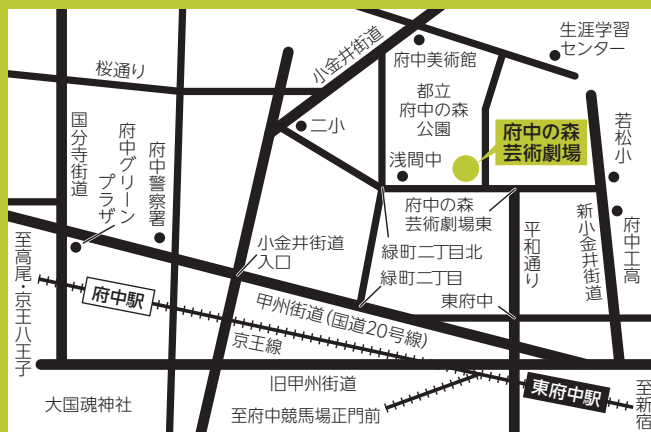 生涯学習
センター
小金井街道
府中美術館
桜通り
都立
府中の森
公園
国分寺街道
府中グリーン
プラザ
府中警察署
二小
浅間中
府中の森
芸術劇場
若松小
府中の森
芸術劇場東
小金井街道
入口
緑町二丁目北
緑町二丁目
平和通り
新小金井街道
府中工高
至高尾・京王八王子
府中駅
甲州街道(国道20号線)
東府中
京王線
旧甲州街道
東府中駅
大国魂神社
至府中競馬場正門前
至新宿